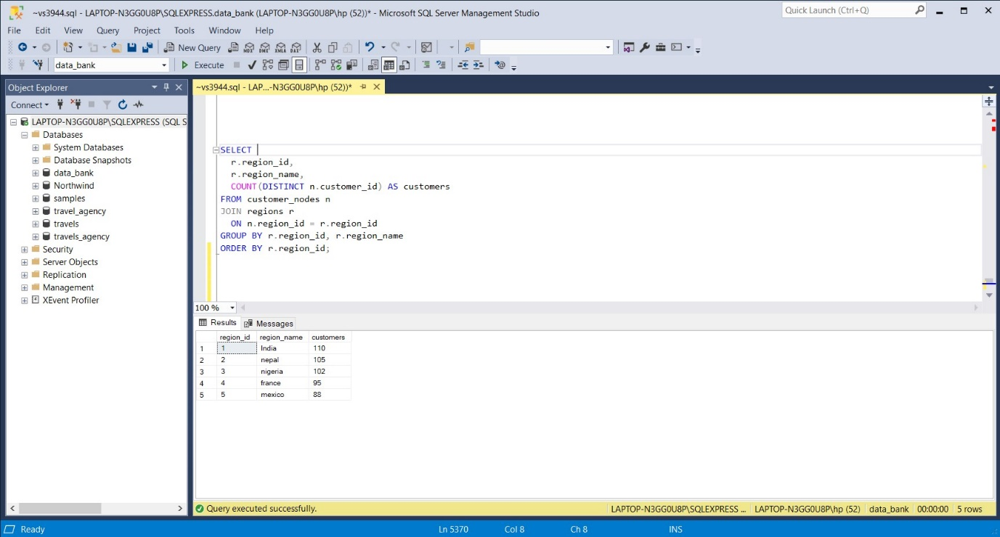 ~vs3944.sql - LAPTOP-N3GG0U8P\SQLEXPRESS.data_bank (LAPTOP-N3GG0U8P\hp (52))* - Microsoft SQL Server Management Studio
Quick Launch (Ctrl+Q)
File Edit View Query Project Tools Window Help
New Query MDX DMX XMLA DAX
data_bank Execute
Object Explorer
~vs3944.sql - LAP...-N3GG0U8P\hp (52))*
Connect
LAPTOP-N3GG0U8P\SQLEXPRESS (SQL S
Databases
System Databases
Database Snapshots
data_bank
Northwind
samples
travel_agency
travels
travels_agency
Security
Server Objects
Replication
Management
XEvent Profiler
SELECT
r.region_id,
r.region_name,
COUNT(DISTINCT n.customer_id) AS customers
FROM customer_nodes n
JOIN regions r
ON n.region_id = r.region_id
GROUP BY r.region_id, r.region_name
ORDER BY r.region_id;
100 %
Results Messages
region_id region_name customers
1 1 India 110
2 2 nepal 105
3 3 nigeria 102
4 4 france 95
5 5 mexico 88
Query executed successfully. LAPTOP-N3GG0U8P\SQLEXPRESS ... LAPTOP-N3GG0U8P\hp (52) data_bank 00:00:00 5 rows
Ready Ln 5370 Col 8 Ch 8 INS